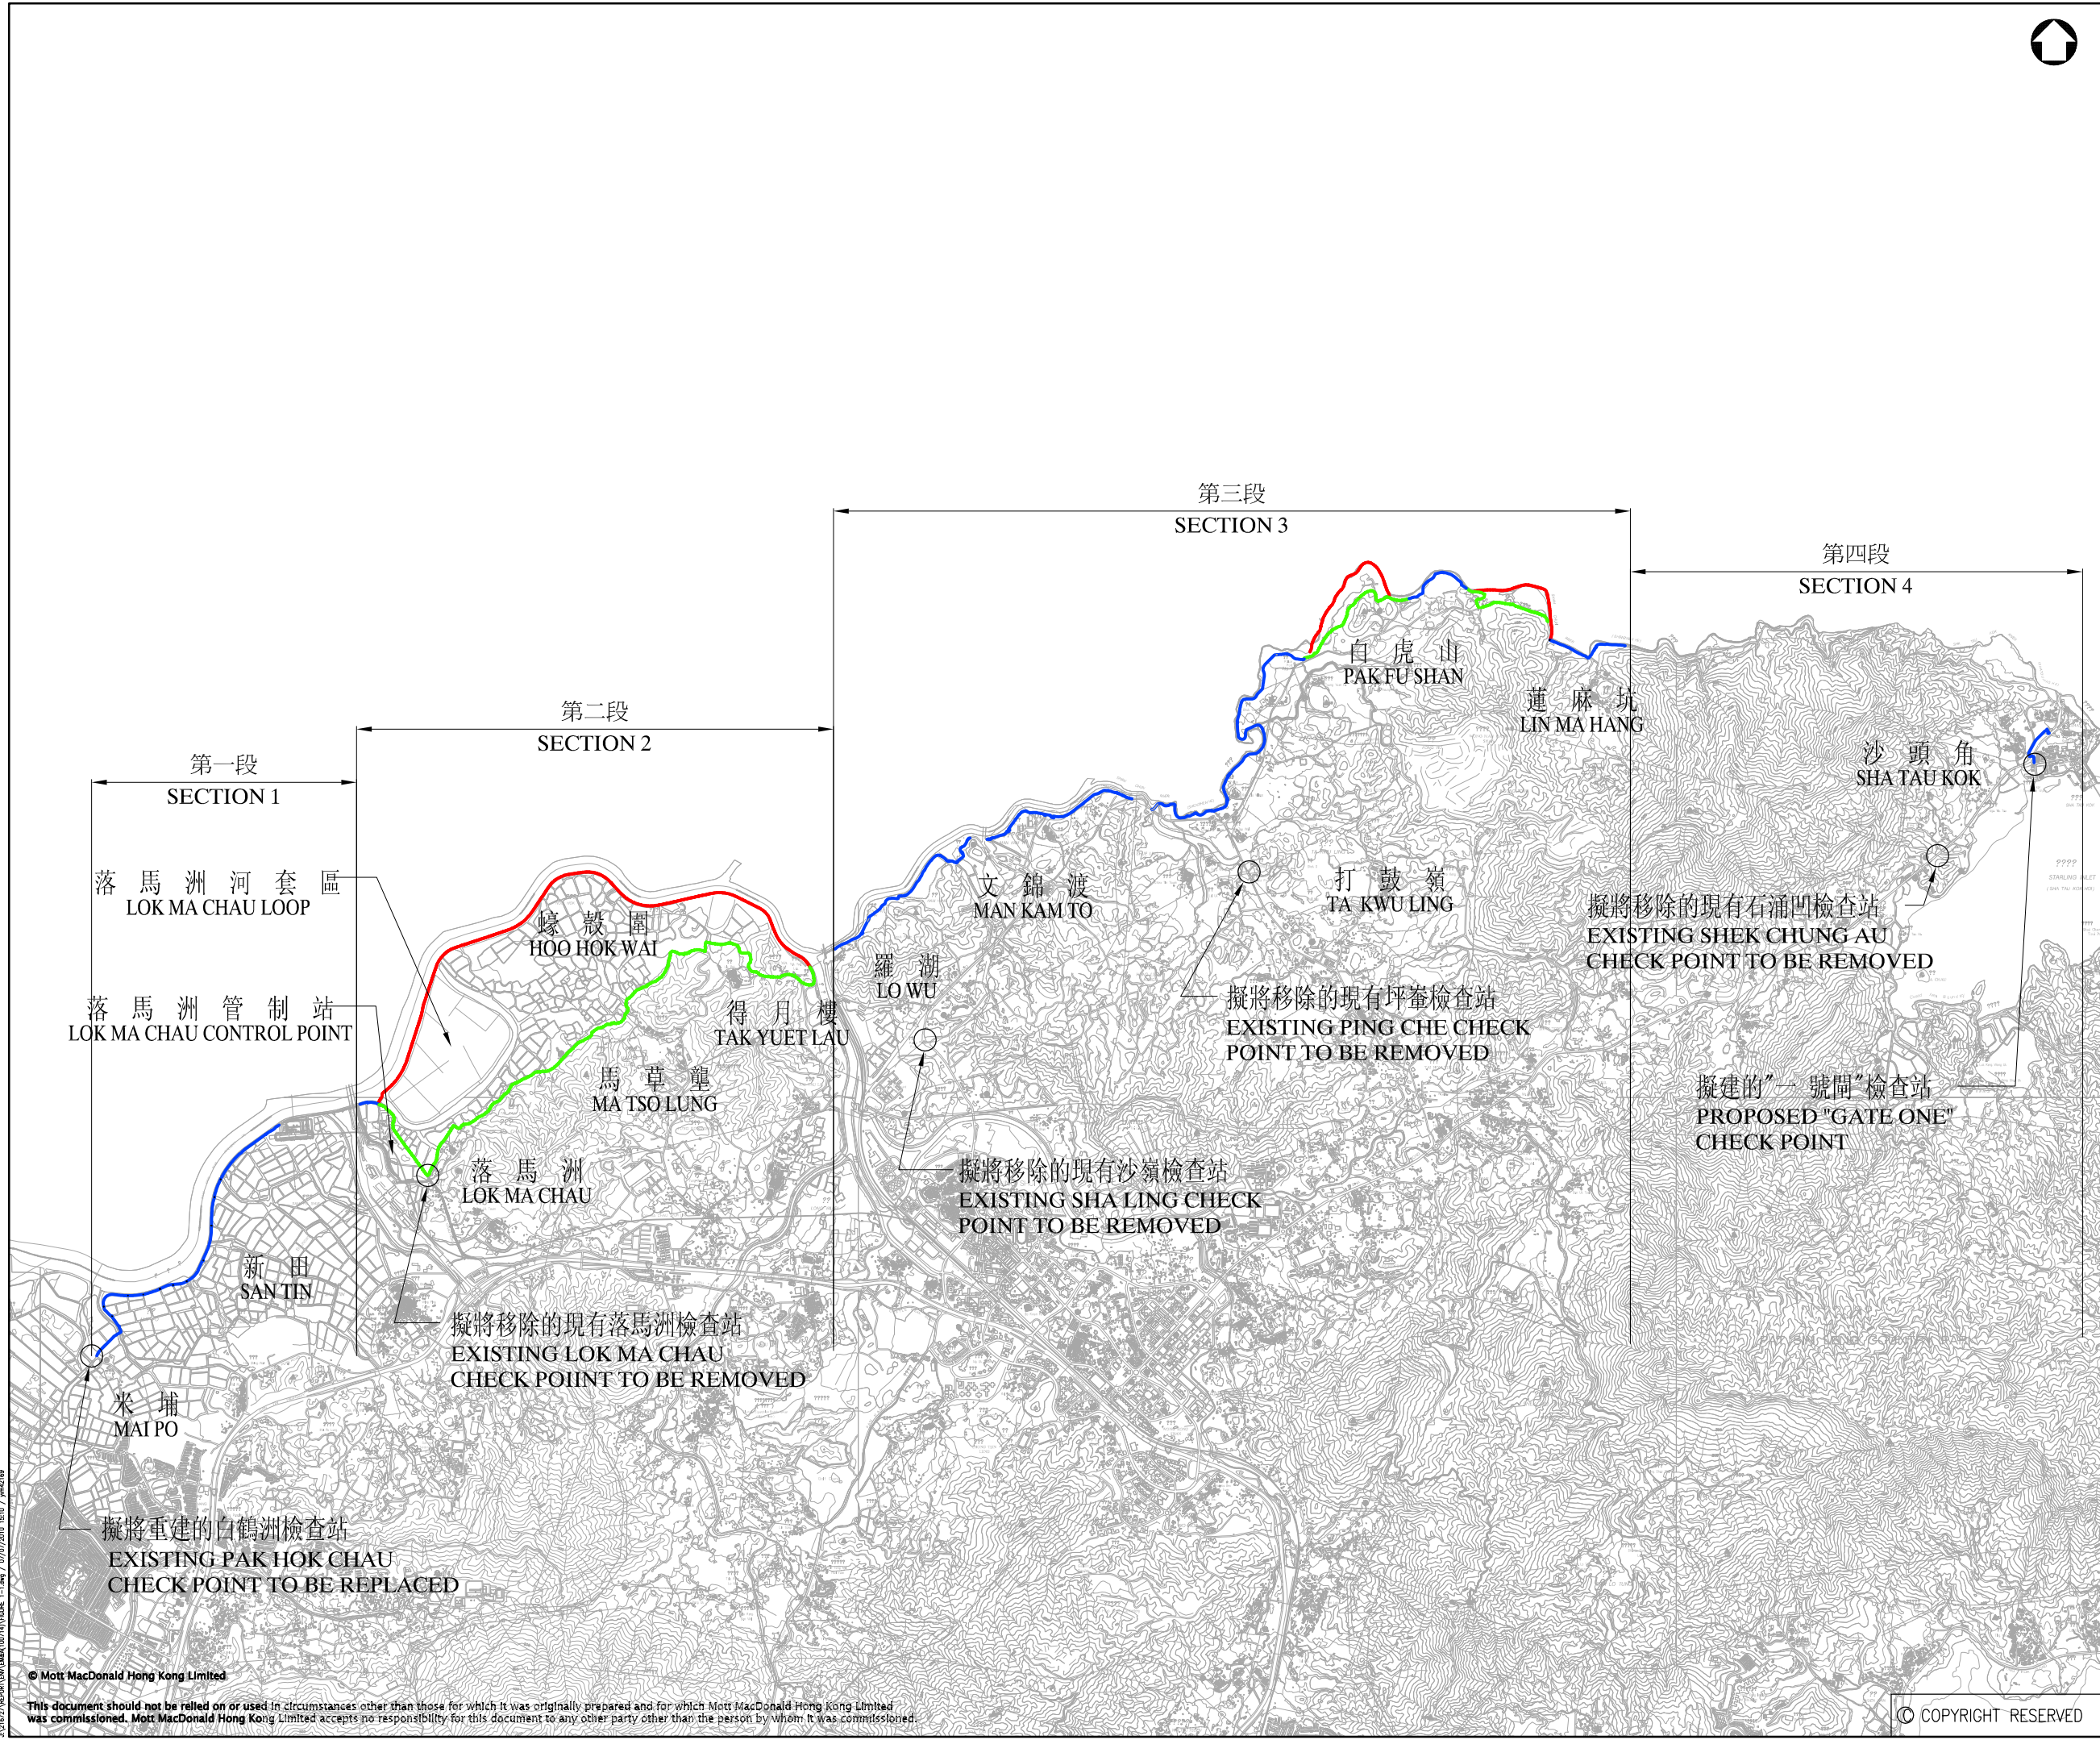 第三段
SECTION 3
第四段
SECTION 4
第二段
SECTION 2
第一段
SECTION 1
白虎山
PAK FU SHAN
蓮麻坑
LIN MA HANG
沙頭角
SHA TAU KOK
落馬洲河套區
LOK MA CHAU LOOP
蠔殼圍
HOO HOK WAI
文錦渡
MAN KAM TO
打鼓嶺
TA KWU LING
擬將移除的現有石涌凹檢查站
EXISTING SHEK CHUNG AU
CHECK POINT TO BE REMOVED
羅湖
LO WU
落馬洲管制站
LOK MA CHAU CONTROL POINT
得月樓
TAK YUET LAU
擬將移除的現有坪輋檢查站
EXISTING PING CHE CHECK
POINT TO BE REMOVED
馬草壟
MA TSO LUNG
擬建的"一號閘"檢查站
PROPOSED "GATE ONE"
CHECK POINT
落馬洲
LOK MA CHAU
擬將移除的現有沙嶺檢查站
EXISTING SHA LING CHECK
POINT TO BE REMOVED
新田
SAN TIN
擬將移除的現有落馬洲檢查站
EXISTING LOK MA CHAU
CHECK POIINT TO BE REMOVED
米埔
MAI PO
擬將重建的白鶴洲檢查站
EXISTING PAK HOK CHAU
CHECK POINT TO BE REPLACED
© Mott MacDonald Hong Kong Limited
This document should not be relied on or used in circumstances other than those for which it was originally prepared and for which Mott MacDonald Hong Kong Limited
was commissioned. Mott MacDonald Hong Kong Limited accepts no responsibility for this document to any other party other than the person by whom it was commissioned.
© COPYRIGHT RESERVED